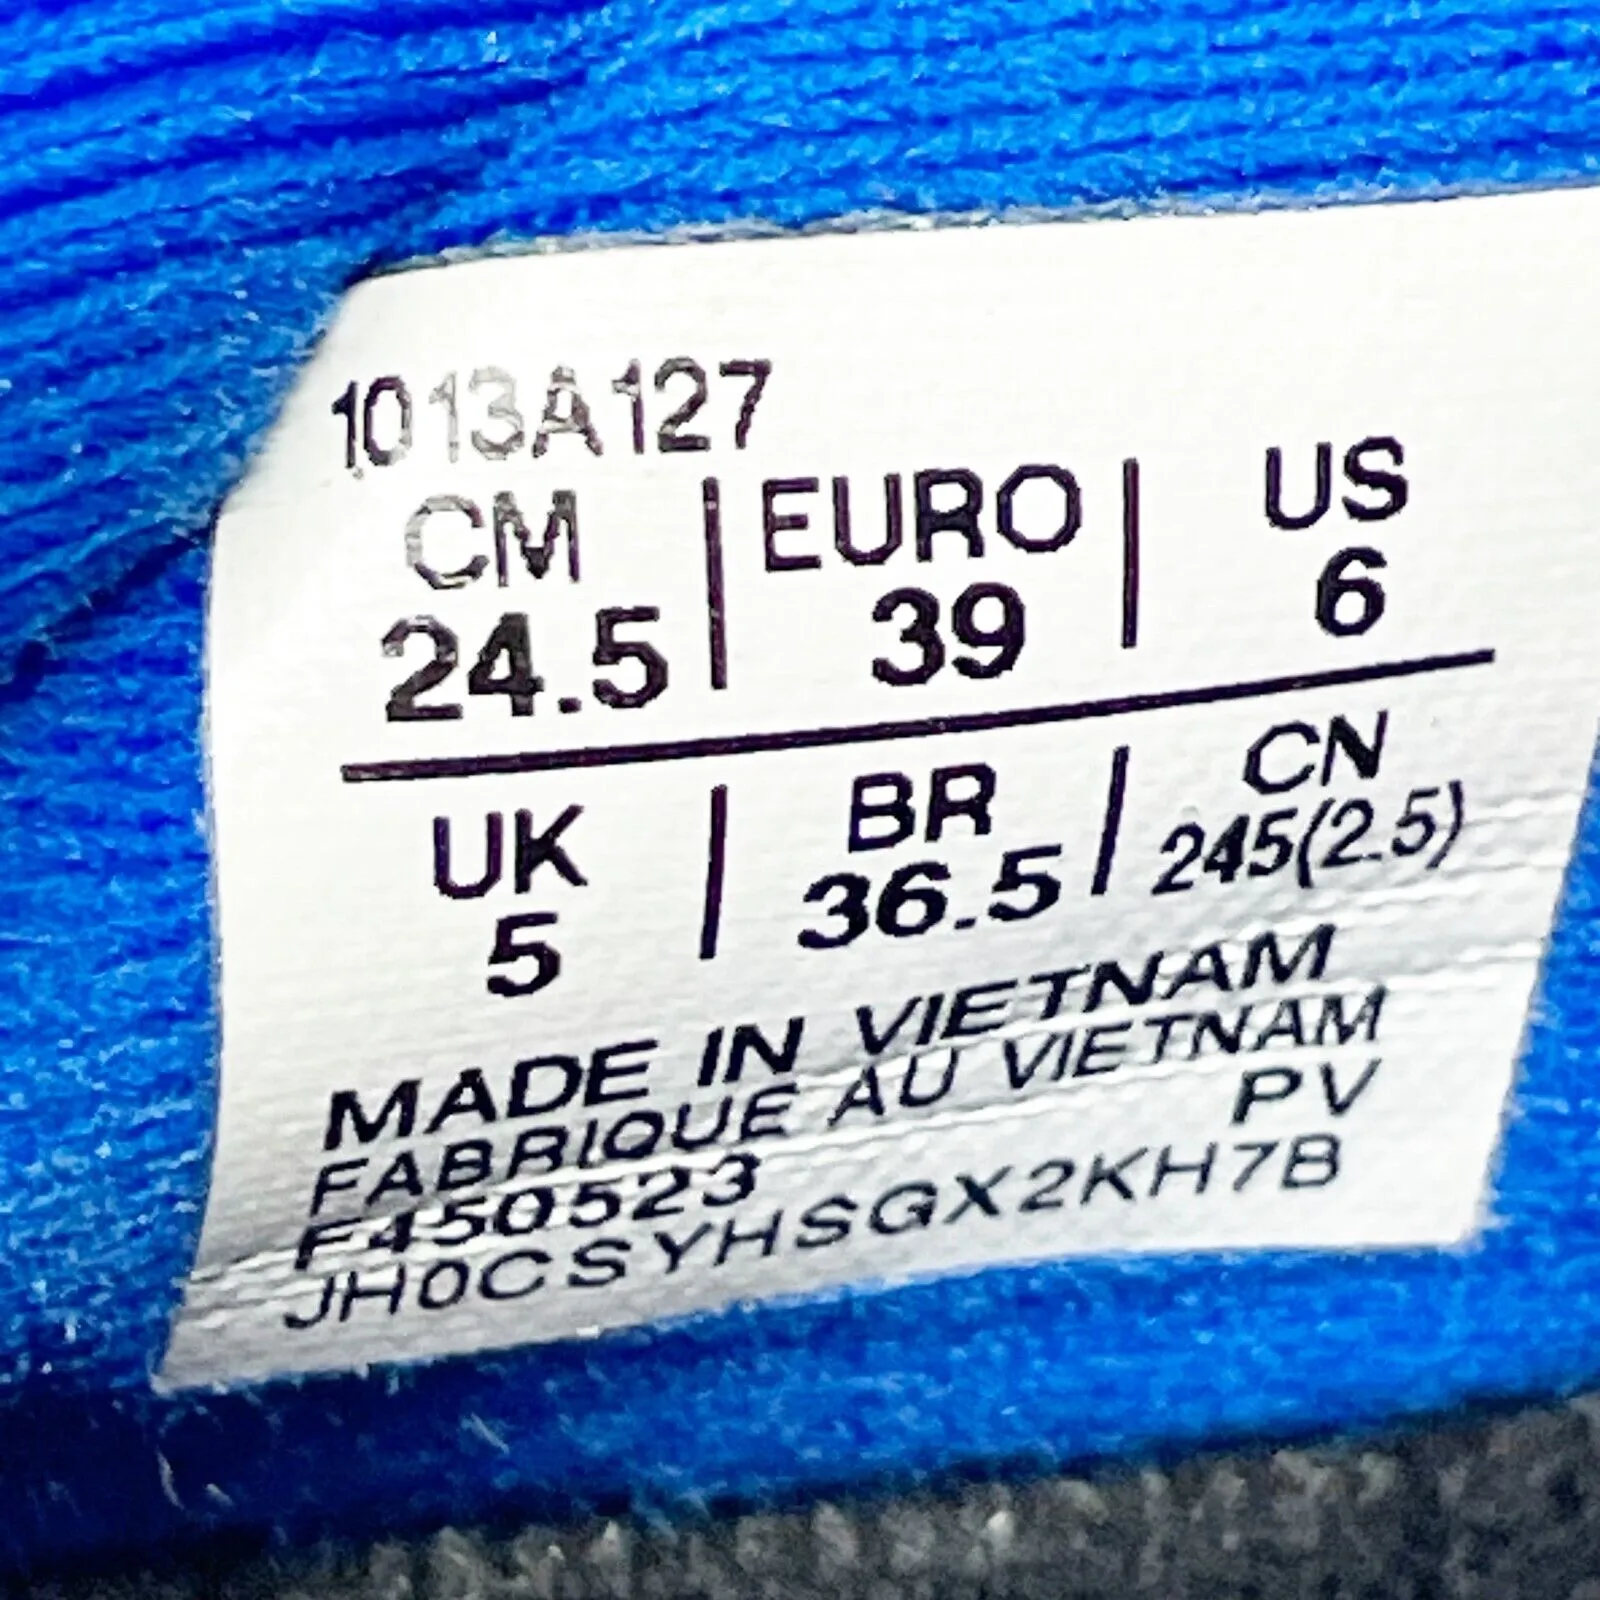 1013A127
CM | EURO | US
24.5 | 39 | 6
UK | BR | CN
5 | 36.5 | 245(2.5)
MADE IN VIETNAM
FABRIQUE AU VIETNAM
PV
F450523
JH0CSYHSGX2KH7B